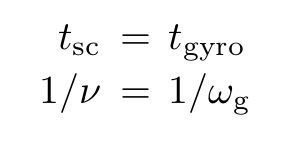 t_sc = t_gyro
1/ν = 1/ω_g